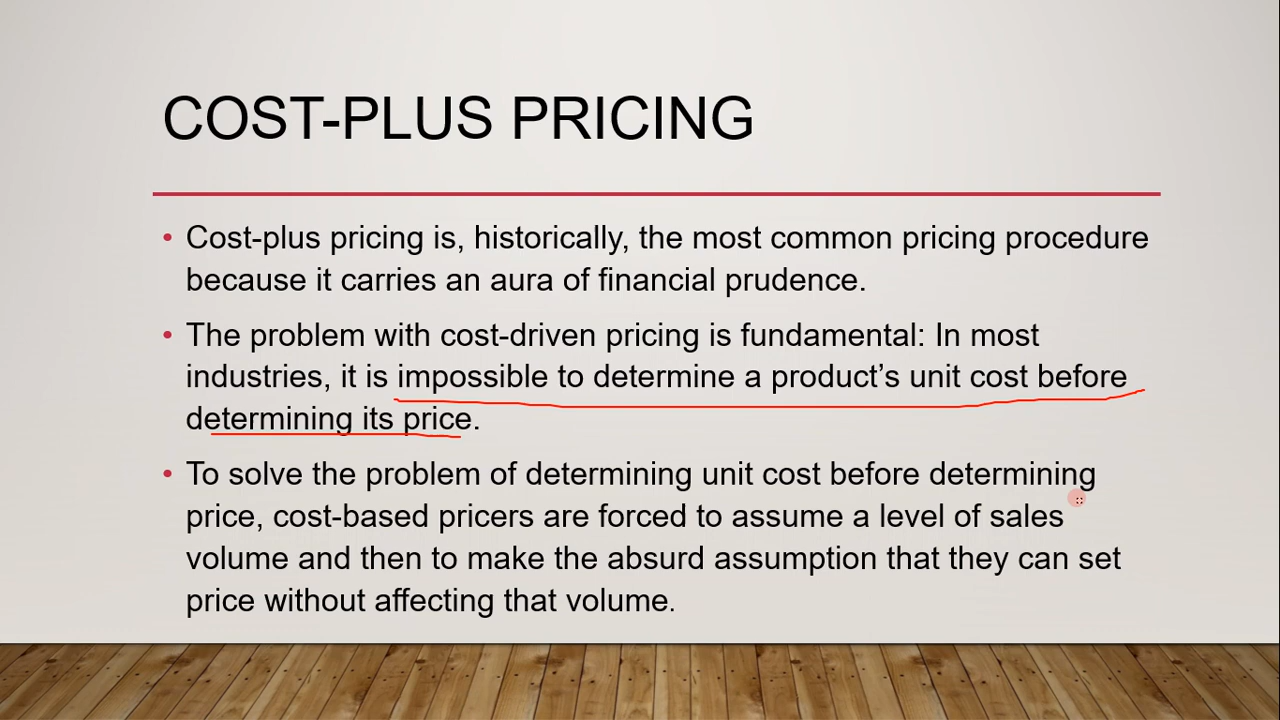 COST-PLUS PRICING
• Cost-plus pricing is, historically, the most common pricing procedure
because it carries an aura of financial prudence.
• The problem with cost-driven pricing is fundamental: In most
industries, it is impossible to determine a product’s unit cost before
determining its price.
• To solve the problem of determining unit cost before determining
price, cost-based pricers are forced to assume a level of sales
volume and then to make the absurd assumption that they can set
price without affecting that volume.